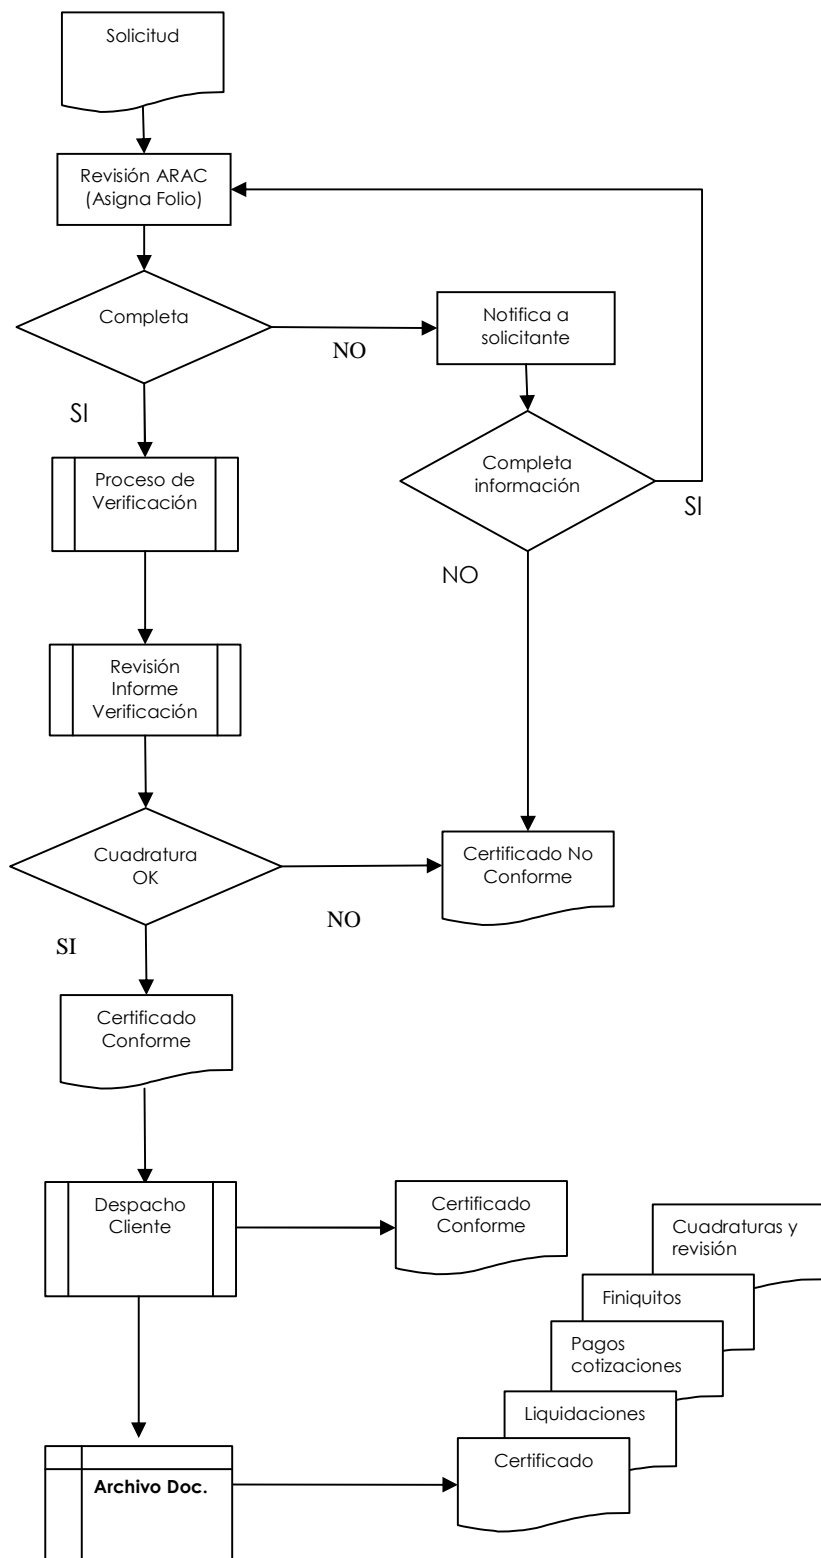 Solicitud
Revisión ARAC
(Asigna Folio)
Completa
NO
Notifica a
solicitante
SI
Completa
información
SI
Proceso de
Verificación
NO
Revisión
Informe
Verificación
Cuadratura
OK
Certificado No
Conforme
NO
SI
Certificado
Conforme
Despacho
Cliente
Certificado
Conforme
Cuadraturas y
revisión
Finiquitos
Pagos
cotizaciones
Liquidaciones
Certificado
Archivo Doc.